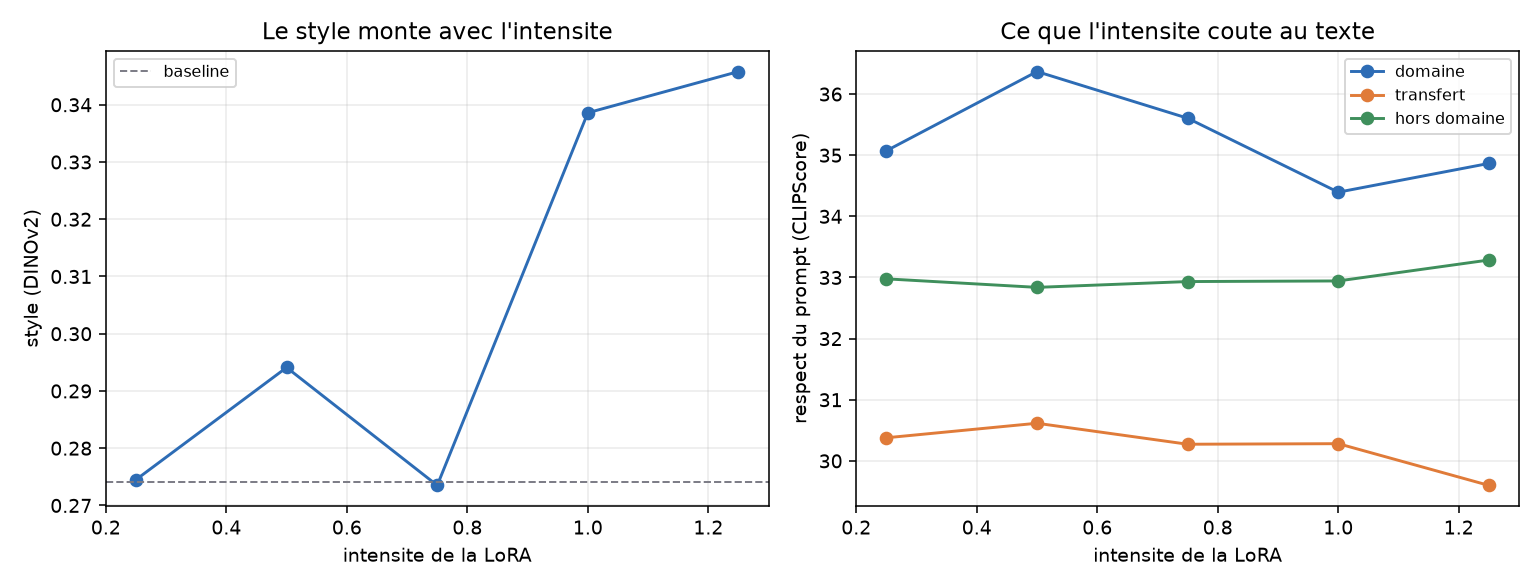 Le style monte avec l'intensite
baseline
style (DINOv2)
0.34
0.33
0.32
0.31
0.30
0.29
0.28
0.27
0.2 0.4 0.6 0.8 1.0 1.2
intensite de la LoRA
Ce que l'intensite coute au texte
domaine
transfert
hors domaine
respect du prompt (CLIPScore)
36
35
34
33
32
31
30
0.2 0.4 0.6 0.8 1.0 1.2
intensite de la LoRA